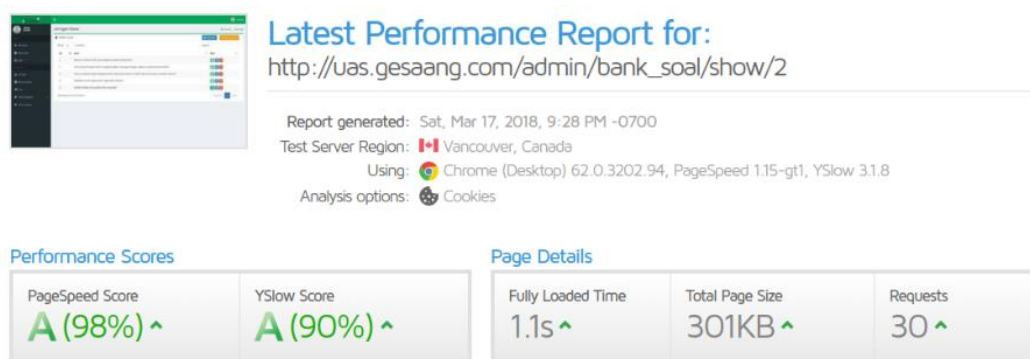 Latest Performance Report for:
http://uas.gesaang.com/admin/bank_soal/show/2
Report generated: Sat, Mar 17, 2018, 9:28 PM -0700
Test Server Region: Vancouver, Canada
Using: Chrome (Desktop) 62.0.3202.94, PageSpeed 1.15-gt1, YSlow 3.1.8
Analysis options: Cookies
Performance Scores
PageSpeed Score
A (98%)
YSlow Score
A (90%)
Page Details
Fully Loaded Time
1.1s
Total Page Size
301KB
Requests
30